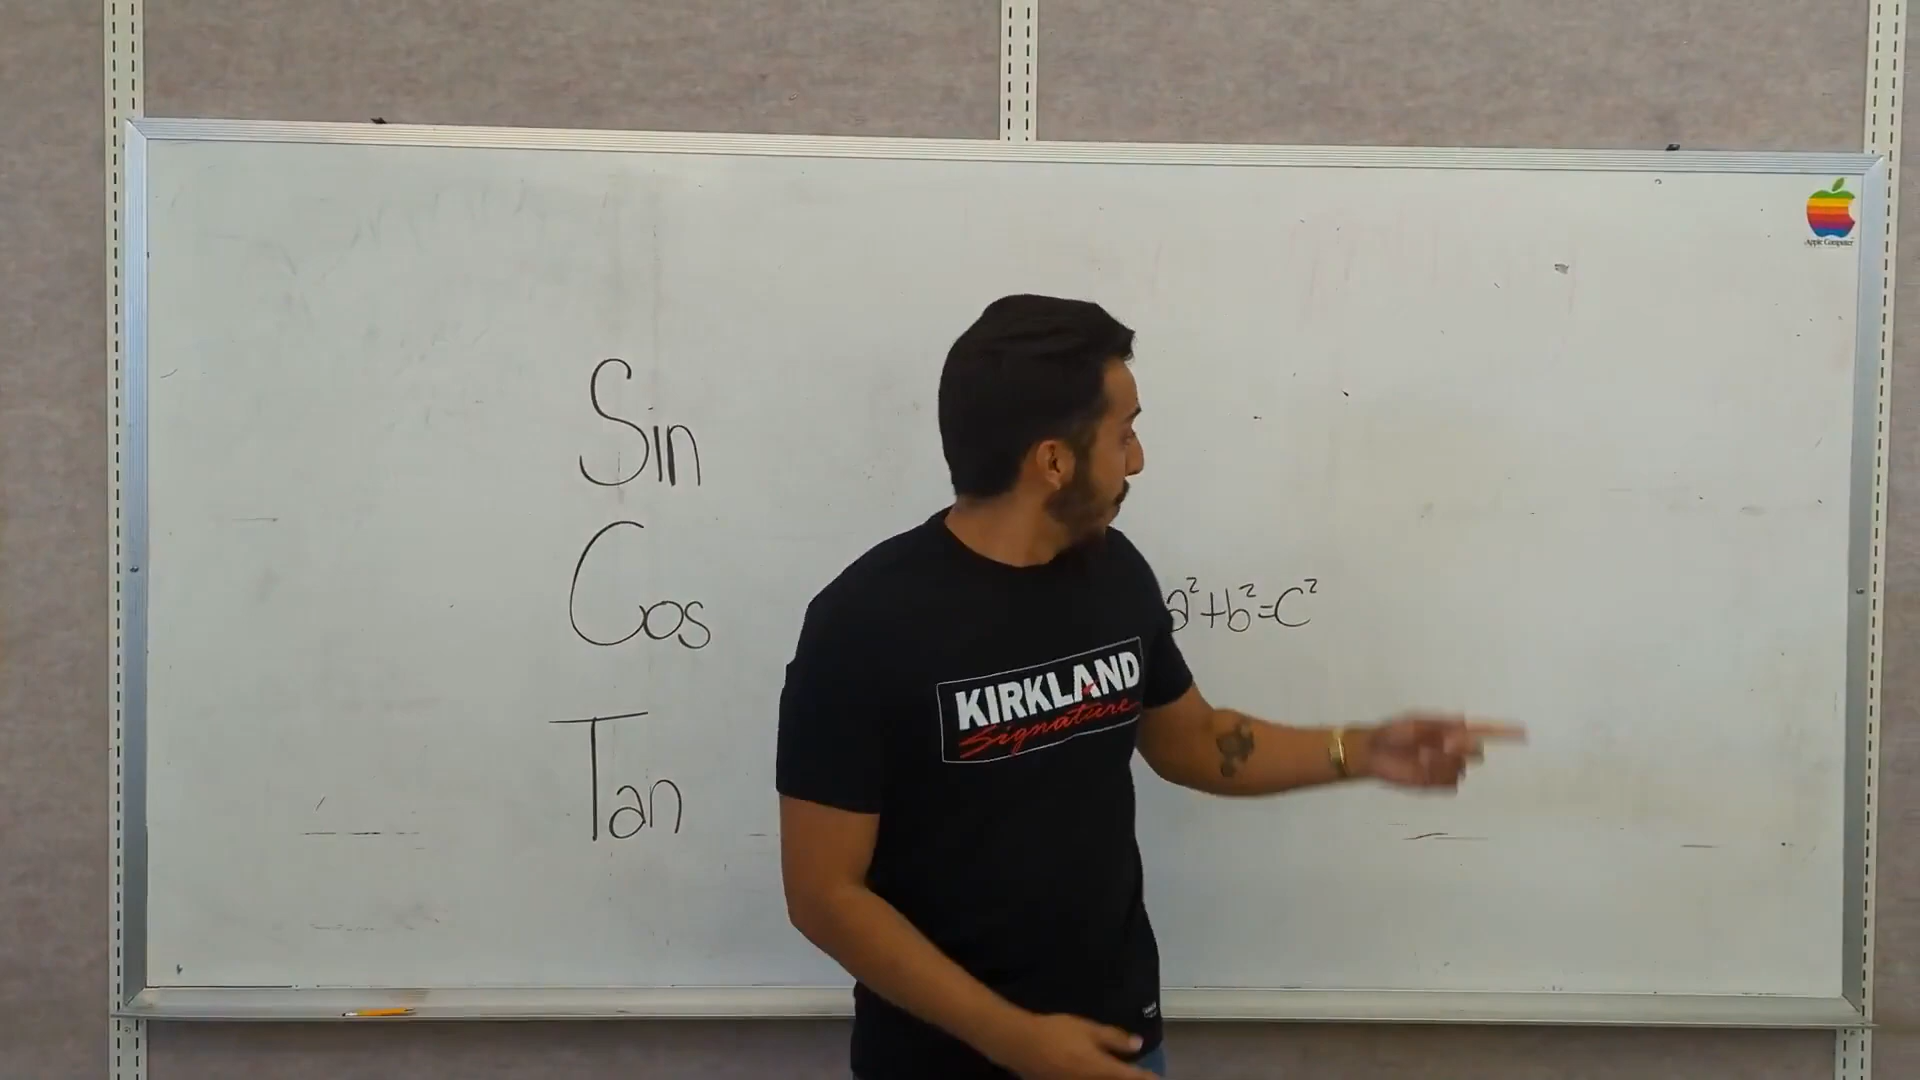 Apple Computer
Sin
Cos
a²+b²=c²
KIRKLAND
Signature
Tan